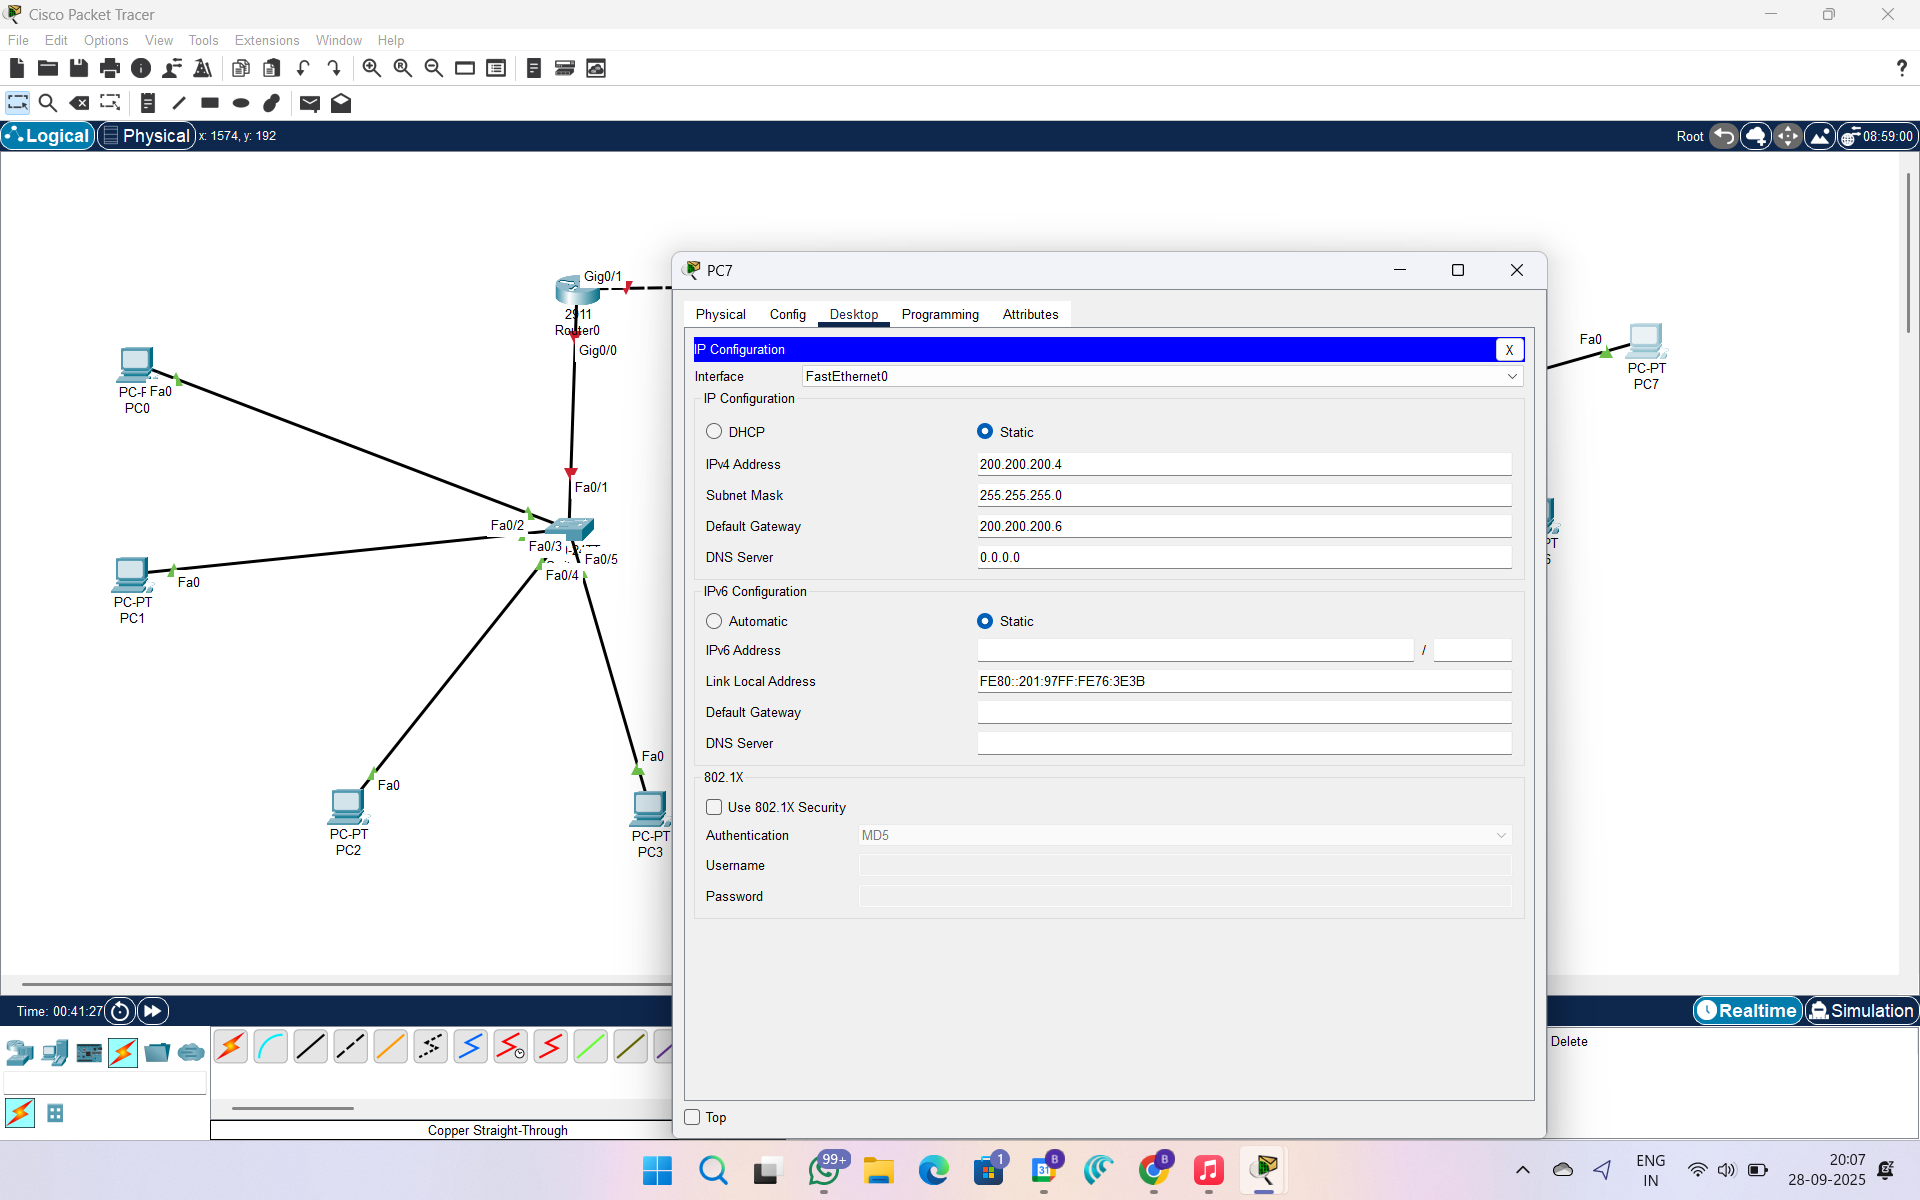 Cisco Packet Tracer
File Edit Options View Tools Extensions Window Help
Logical Physical x: 1574, y: 192 Root 08:59:00
Gig0/1
2911
Router0
Gig0/0
PC0
Fa0
Fa0/1
Fa0/2
Fa0/3
Fa0/5
Fa0/4
Fa0
PC-PT
PC1
Fa0
PC-PT
PC2
Fa0
PC-PT
PC3
Fa0
PC-PT
PC7
PC7
Physical Config Desktop Programming Attributes
IP Configuration X
Interface FastEthernet0
IP Configuration
DHCP Static
IPv4 Address 200.200.200.4
Subnet Mask 255.255.255.0
Default Gateway 200.200.200.6
DNS Server 0.0.0.0
IPv6 Configuration
Automatic Static
IPv6 Address /
Link Local Address FE80::201:97FF:FE76:3E3B
Default Gateway
DNS Server
802.1X
Use 802.1X Security
Authentication MD5
Username
Password
Top
Time: 00:41:27 Realtime Simulation
Delete
Copper Straight-Through
99+ 1 31 B B
ENG
IN
20:07
28-09-2025